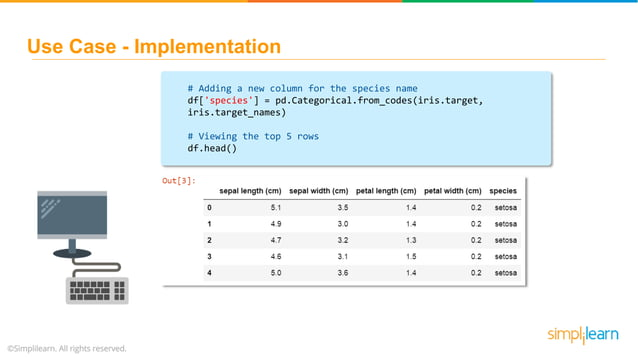 Use Case - Implementation
# Adding a new column for the species name
df['species'] = pd.Categorical.from_codes(iris.target,
iris.target_names)
# Viewing the top 5 rows
df.head()
Out[3]:
sepal length (cm) sepal width (cm) petal length (cm) petal width (cm) species
0 5.1 3.5 1.4 0.2 setosa
1 4.9 3.0 1.4 0.2 setosa
2 4.7 3.2 1.3 0.2 setosa
3 4.6 3.1 1.5 0.2 setosa
4 5.0 3.6 1.4 0.2 setosa
©Simplilearn. All rights reserved.
simplilearn